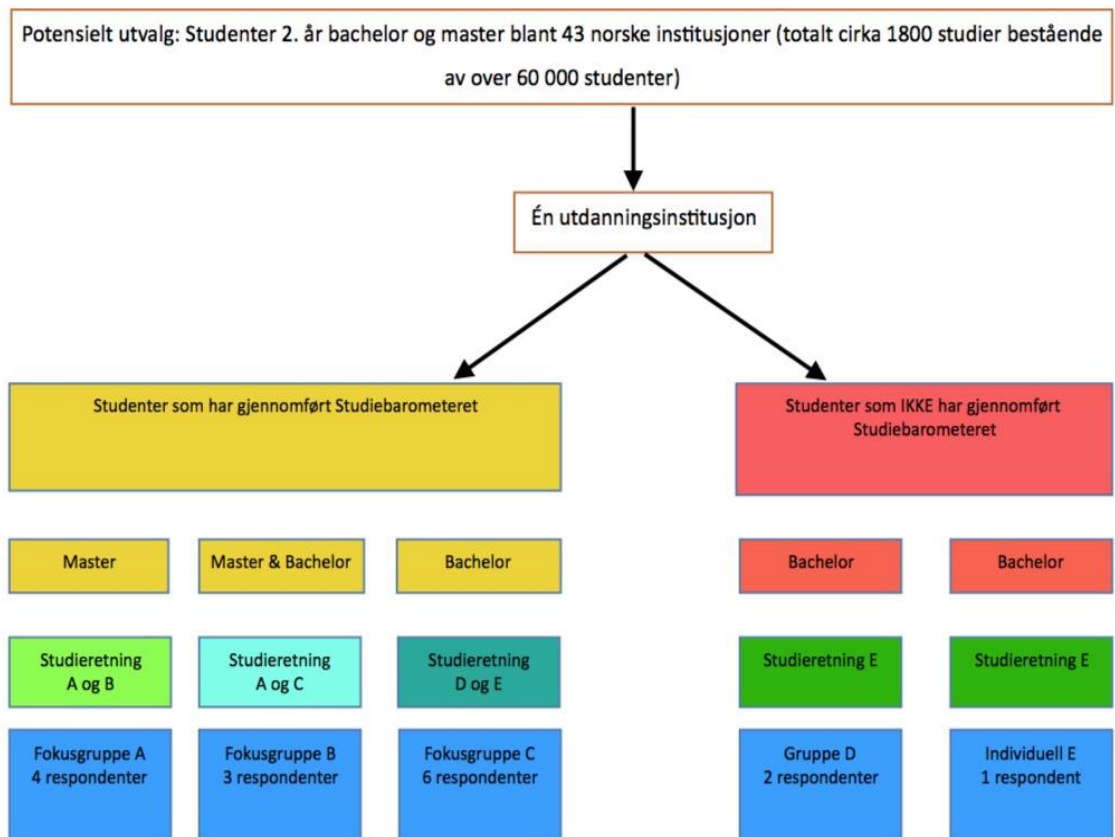 Potensielt utvalg: Studenter 2. år bachelor og master blant 43 norske institusjoner (totalt cirka 1800 studier bestående
av over 60 000 studenter)
Én utdanningsinstitusjon
Studenter som har gjennomført Studiebarometeret
Studenter som IKKE har gjennomført
Studiebarometeret
Master
Master & Bachelor
Bachelor
Bachelor
Bachelor
Studieretning
A og B
Studieretning
A og C
Studieretning
D og E
Studieretning E
Studieretning E
Fokusgruppe A
4 respondenter
Fokusgruppe B
3 respondenter
Fokusgruppe C
6 respondenter
Gruppe D
2 respondenter
Individuell E
1 respondent